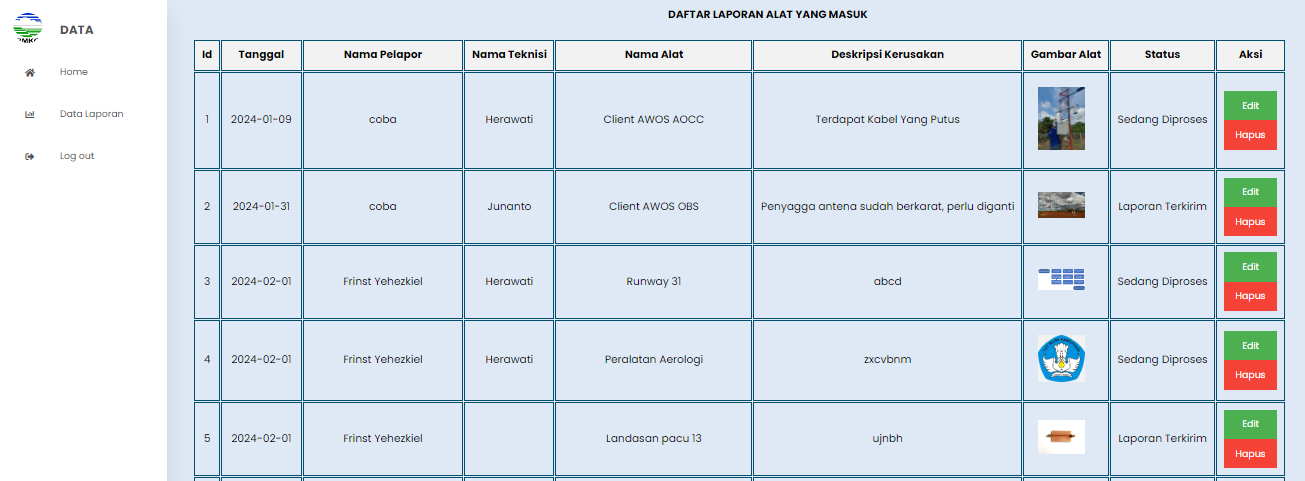 DAFTAR LAPORAN ALAT YANG MASUK
DATA
Home
Data Laporan
Log out
Id Tanggal Nama Pelapor Nama Teknisi Nama Alat Deskripsi Kerusakan Gambar Alat Status Aksi
1 2024-01-09 coba Herawati Client AWOS AOCC Terdapat Kabel Yang Putus Sedang Diproses Edit Hapus
2 2024-01-31 coba Junanto Client AWOS OBS Penyagga antena sudah berkarat, perlu diganti Laporan Terkirim Edit Hapus
3 2024-02-01 Frinst Yehezkiel Herawati Runway 31 abcd Sedang Diproses Edit Hapus
4 2024-02-01 Frinst Yehezkiel Herawati Peralatan Aerologi zxcvbnm Sedang Diproses Edit Hapus
5 2024-02-01 Frinst Yehezkiel Landasan pacu 13 ujnbh Laporan Terkirim Edit Hapus